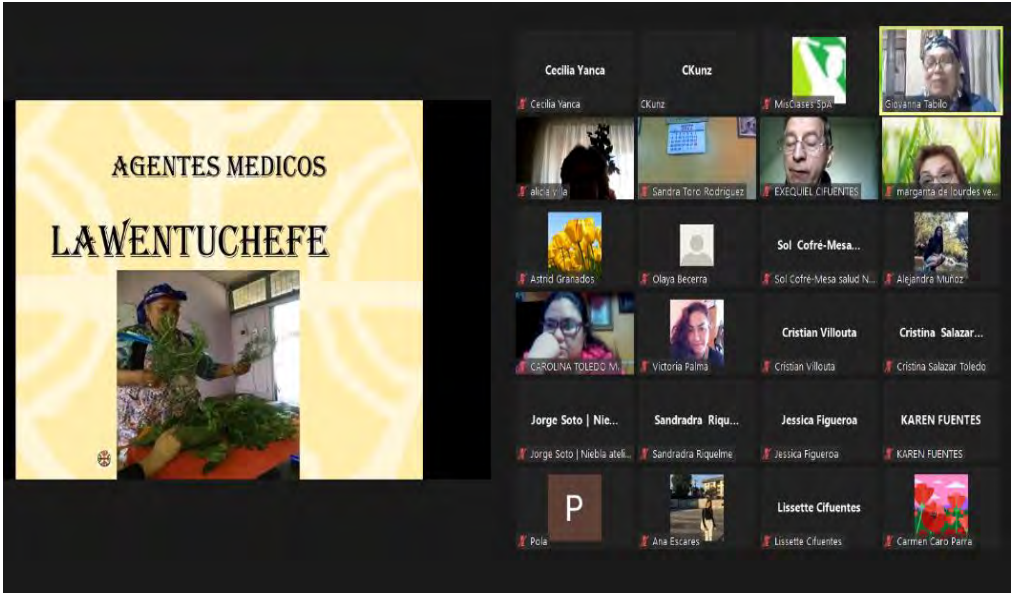 AGENTES MEDICOS
LAWENTUCHEFE
Cecilia Yanca
Cecilia Yanca
CKunz
CKunz
MisClases SpA
Giovanna Tabilo
alicia vila
Sandra Toro Rodriguez
EXEQUIEL CIFUENTES
margarita de lourdes ve...
Astrid Granados
Olaya Becerra
Sol Cofré-Mesa...
Sol Cofré-Mesa salud N...
Alejandra Muñoz
CAROLINA TOLEDO M.
Victoria Palma
Cristian Villouta
Cristian Villouta
Cristina Salazar...
Cristina Salazar Toledo
Jorge Soto | Nie...
Jorge Soto | Niebla ateli...
Sandradra Riqu...
Sandradra Riquelme
Jessica Figueroa
Jessica Figueroa
KAREN FUENTES
KAREN FUENTES
P
Pola
Ana Escares
Lissette Cifuentes
Lissette Cifuentes
Carmen Caro Parra